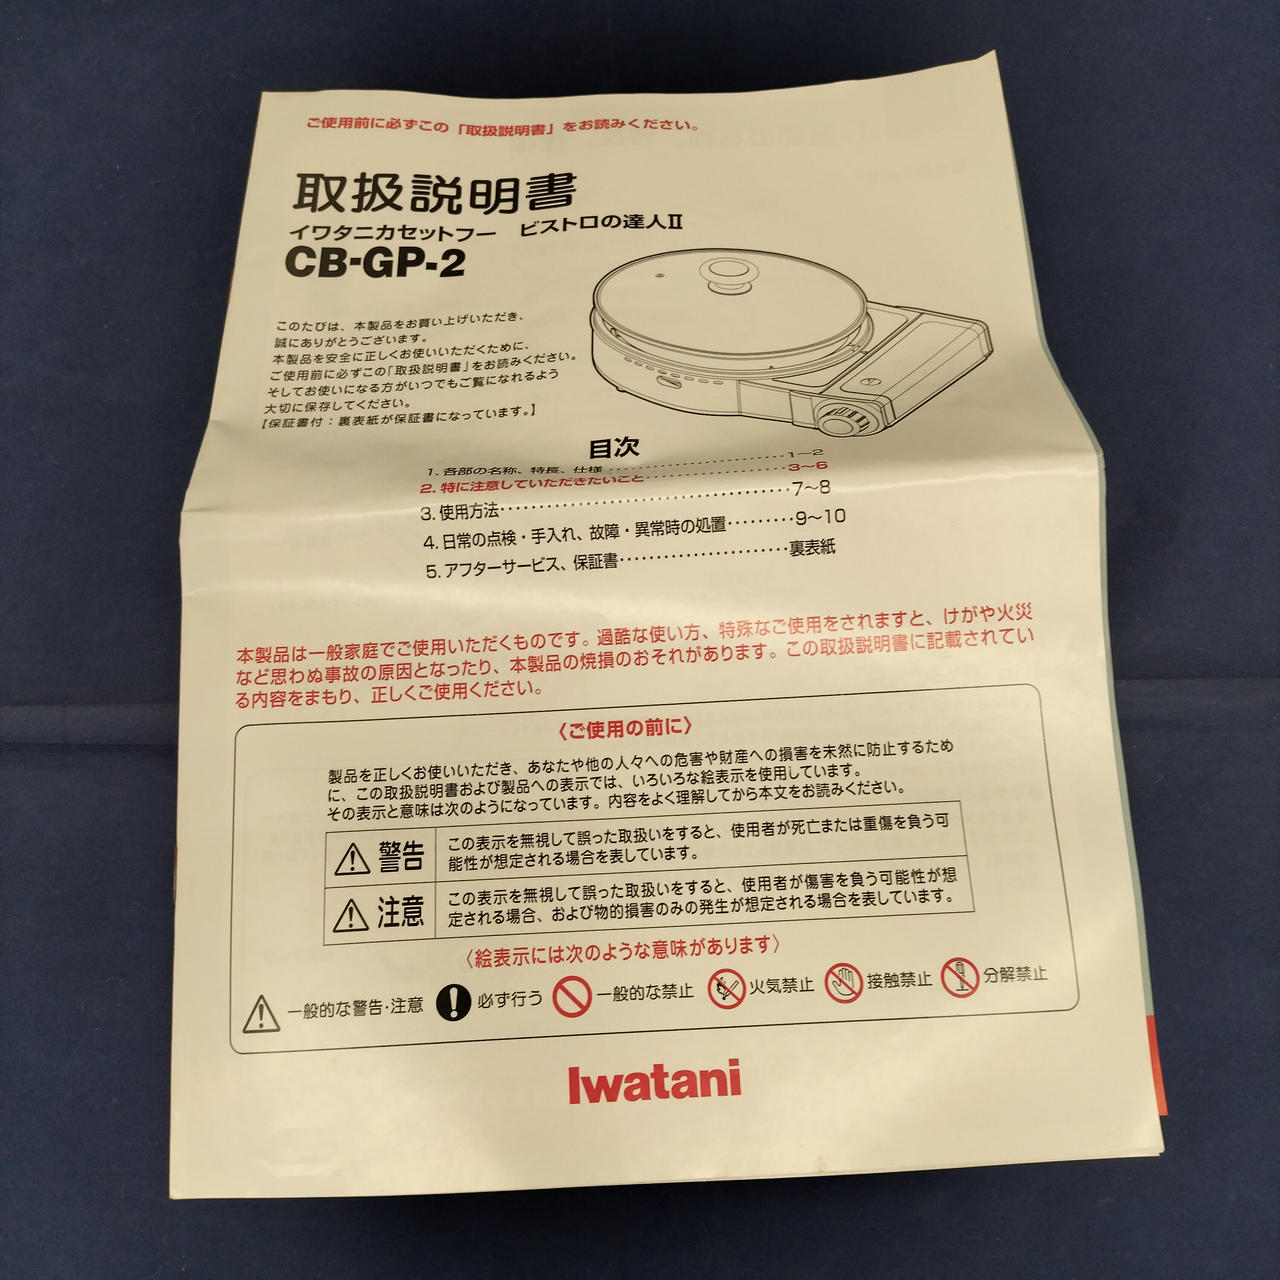 ご使用前に必ずこの「取扱説明書」をお読みください。
取扱説明書
イワタニカセットフー ビストロの達人Ⅱ
CB-GP-2
このたびは、本製品をお買い上げいただき、
誠にありがとうございます。
本製品を安全に正しくお使いいただくために、
ご使用前に必ずこの「取扱説明書」をお読みください。
そしてお使いになる方がいつでもご覧になれるよう
大切に保存してください。
【保証書付：裏表紙が保証書になっています。】
目次
1. 各部の名称、特長、仕様 ························1～2
2. 特に注意していただきたいこと··················3～6
3. 使用方法·····································7～8
4. 日常の点検・手入れ、故障・異常時の処置·········9～10
5. アフターサービス、保証書······················裏表紙
本製品は一般家庭でご使用いただくものです。過酷な使い方、特殊なご使用をされますと、けがや火災
など思わぬ事故の原因となったり、本製品の焼損のおそれがあります。この取扱説明書に記載されてい
る内容をまもり、正しくご使用ください。
〈ご使用の前に〉
製品を正しくお使いいただき、あなたや他の人々への危害や財産への損害を未然に防止するため
に、この取扱説明書および製品への表示では、いろいろな絵表示を使用しています。
その表示と意味は次のようになっています。内容をよく理解してから本文をお読みください。
警告
この表示を無視して誤った取扱いをすると、使用者が死亡または重傷を負う可
能性が想定される場合を表しています。
注意
この表示を無視して誤った取扱いをすると、使用者が傷害を負う可能性が想
定される場合、および物的損害のみの発生が想定される場合を表しています。
〈絵表示には次のような意味があります〉
一般的な警告・注意 必ず行う 一般的な禁止 火気禁止 接触禁止 分解禁止
Iwatani